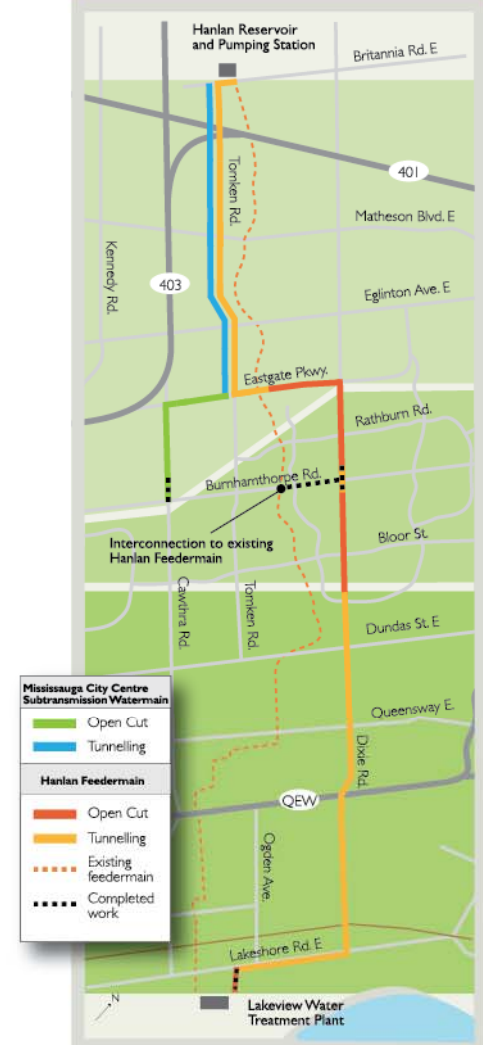 Hanlan Reservoir
and Pumping Station
Britannia Rd. E
401
Tomken Rd.
Matheson Blvd. E
Kennedy Rd.
403
Eglinton Ave. E
Eastgate Pkwy.
Rathburn Rd.
Burnhamthorpe Rd.
Interconnection to existing
Hanlan Feedermain
Bloor St.
Cawthra Rd.
Tomken Rd.
Dundas St. E
Mississauga City Centre
Subtransmission Watermain
Open Cut
Tunnelling
Hanlan Feedermain
Open Cut
Tunnelling
Existing
feedermain
Completed
work
Queensway E.
Dixie Rd.
QEW
Ogden Ave.
Lakeshore Rd. E
N
Lakeview Water
Treatment Plant